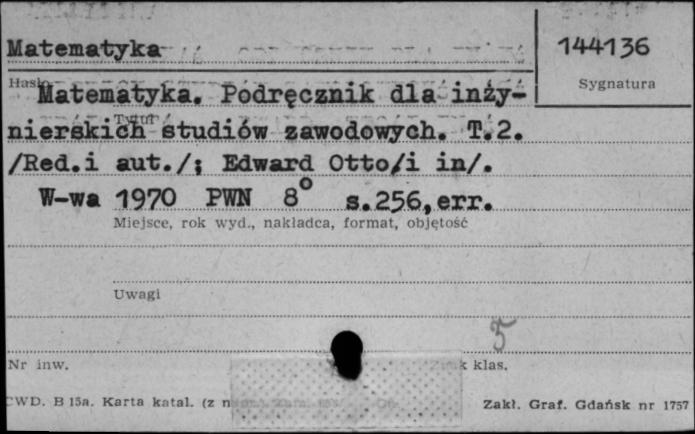 Matematyka
144136
Hasło
Sygnatura
Matematyka. Podręcznik dla inży-
Tytuł
nierskich studiów zawodowych. T.2.
/Red.i aut./; Edward Otto/i in/.
W-wa 1970 PWN 8° s.256,err.
Miejsce, rok wyd., nakładca, format, objętość
Uwagi
5
Nr inw.
klas.
CWD. B 15a. Karta katal. (z
Zakł. Graf. Gdańsk nr 1757